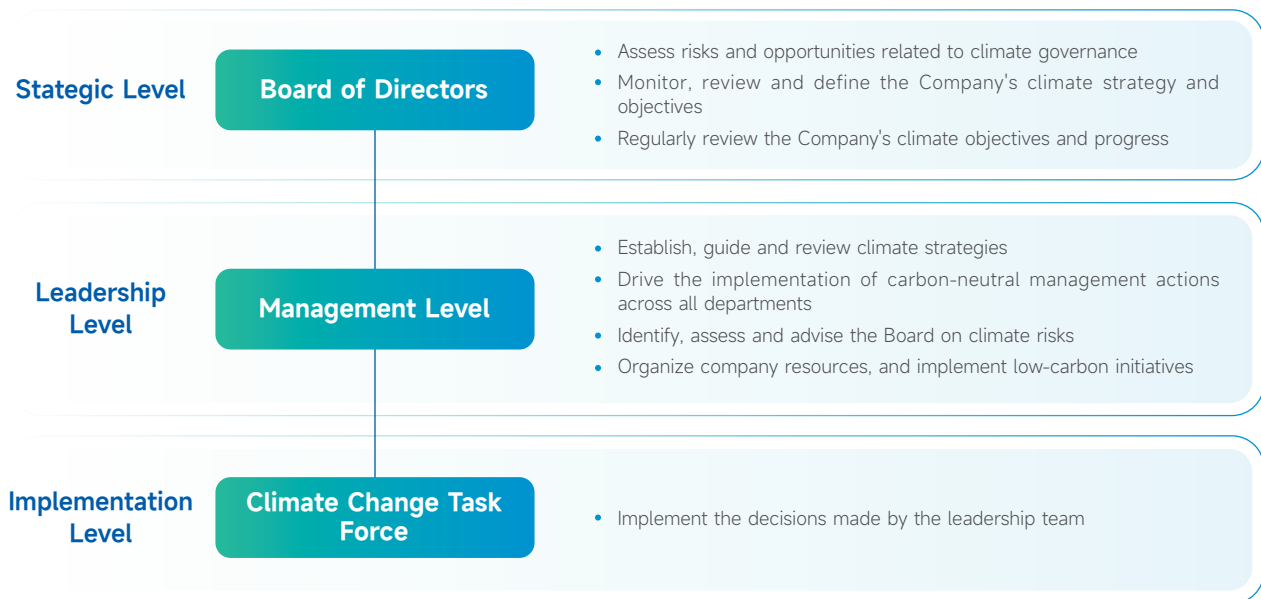 Stategic Level
Board of Directors
• Assess risks and opportunities related to climate governance
• Monitor, review and define the Company's climate strategy and
objectives
• Regularly review the Company's climate objectives and progress
Leadership
Level
Management Level
• Establish, guide and review climate strategies
• Drive the implementation of carbon-neutral management actions
across all departments
• Identify, assess and advise the Board on climate risks
• Organize company resources, and implement low-carbon initiatives
Implementation
Level
Climate Change Task
Force
• Implement the decisions made by the leadership team